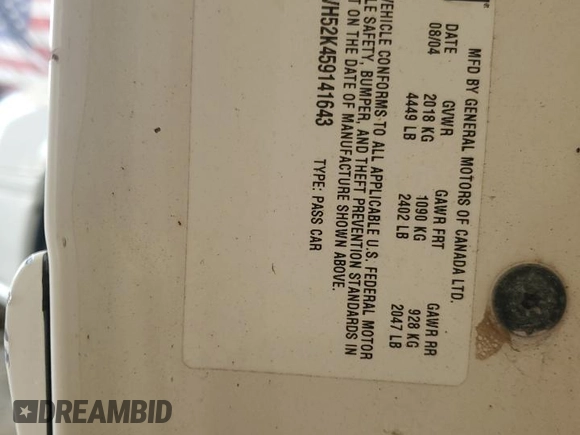 MFD BY GENERAL MOTORS OF CANADA LTD.
DATE GVWR GAWR FRT GAWR RR
08/04 2018 KG 1090 KG 928 KG
4449 LB 2402 LB 2047 LB
VEHICLE CONFORMS TO ALL APPLICABLE U.S. FEDERAL MOTOR
SAFETY, BUMPER, AND THEFT PREVENTION STANDARDS IN
ON THE DATE OF MANUFACTURE SHOWN ABOVE.
H52K459141643 TYPE: PASS CAR
DREAMBID